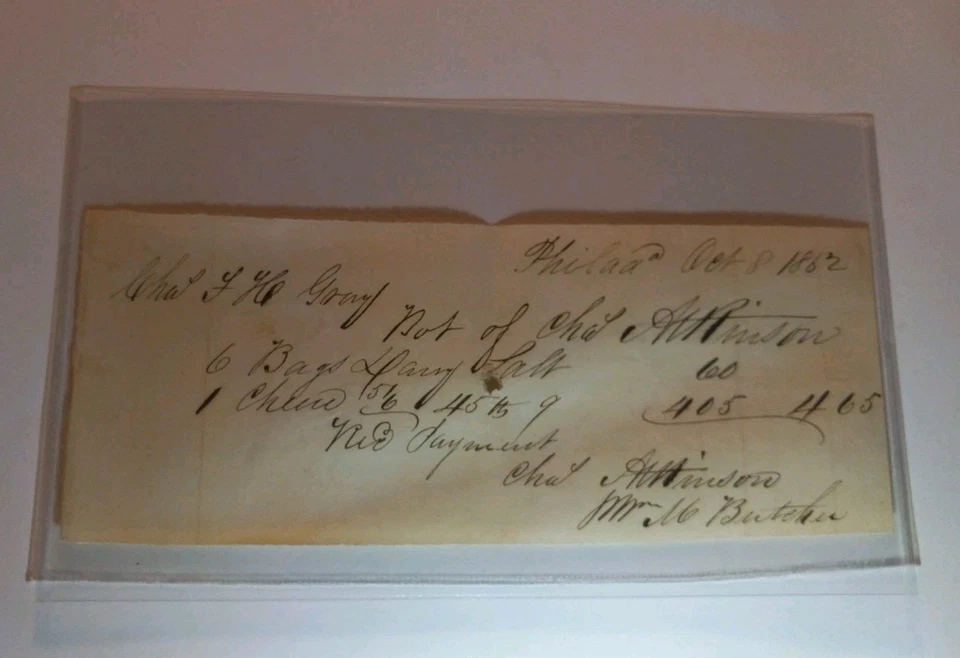 Philadª Oct 8 1852
Chaˢ F H Gray
Bot of Chaˢ Atkinson
6 Bags Dairy Salt 60
1 Cheese 45 ℔ 9 405 4 65
Recᵈ Payment
Chaˢ Atkinson
Wᵐ M Butcher